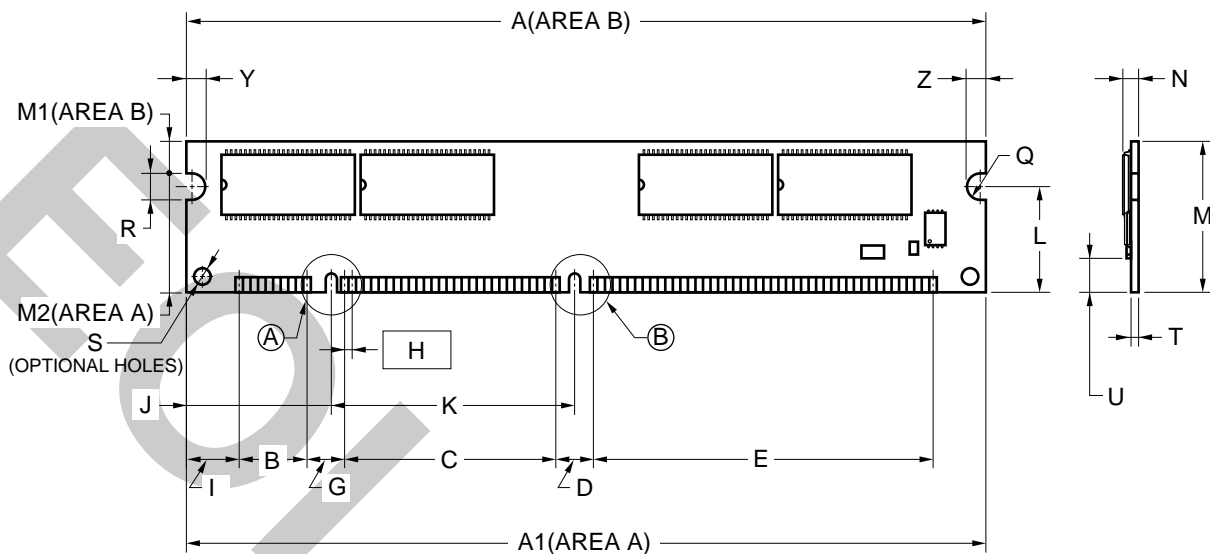 A(AREA B)
Y
Z
N
M1(AREA B)
Q
R
L
M
M2(AREA A)
S
(OPTIONAL HOLES)
A
H
B
T
U
J
K
I
B
G
C
D
E
A1(AREA A)